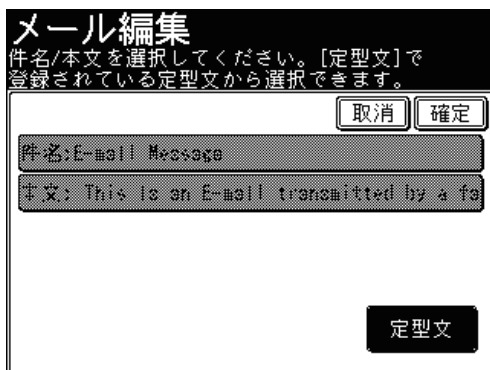 メール編集
件名/本文を選択してください。[定型文]で
登録されている定型文から選択できます。
取消 確定
件名:E-mail Message
本文: This is an E-mail transmitted by a fa
定型文